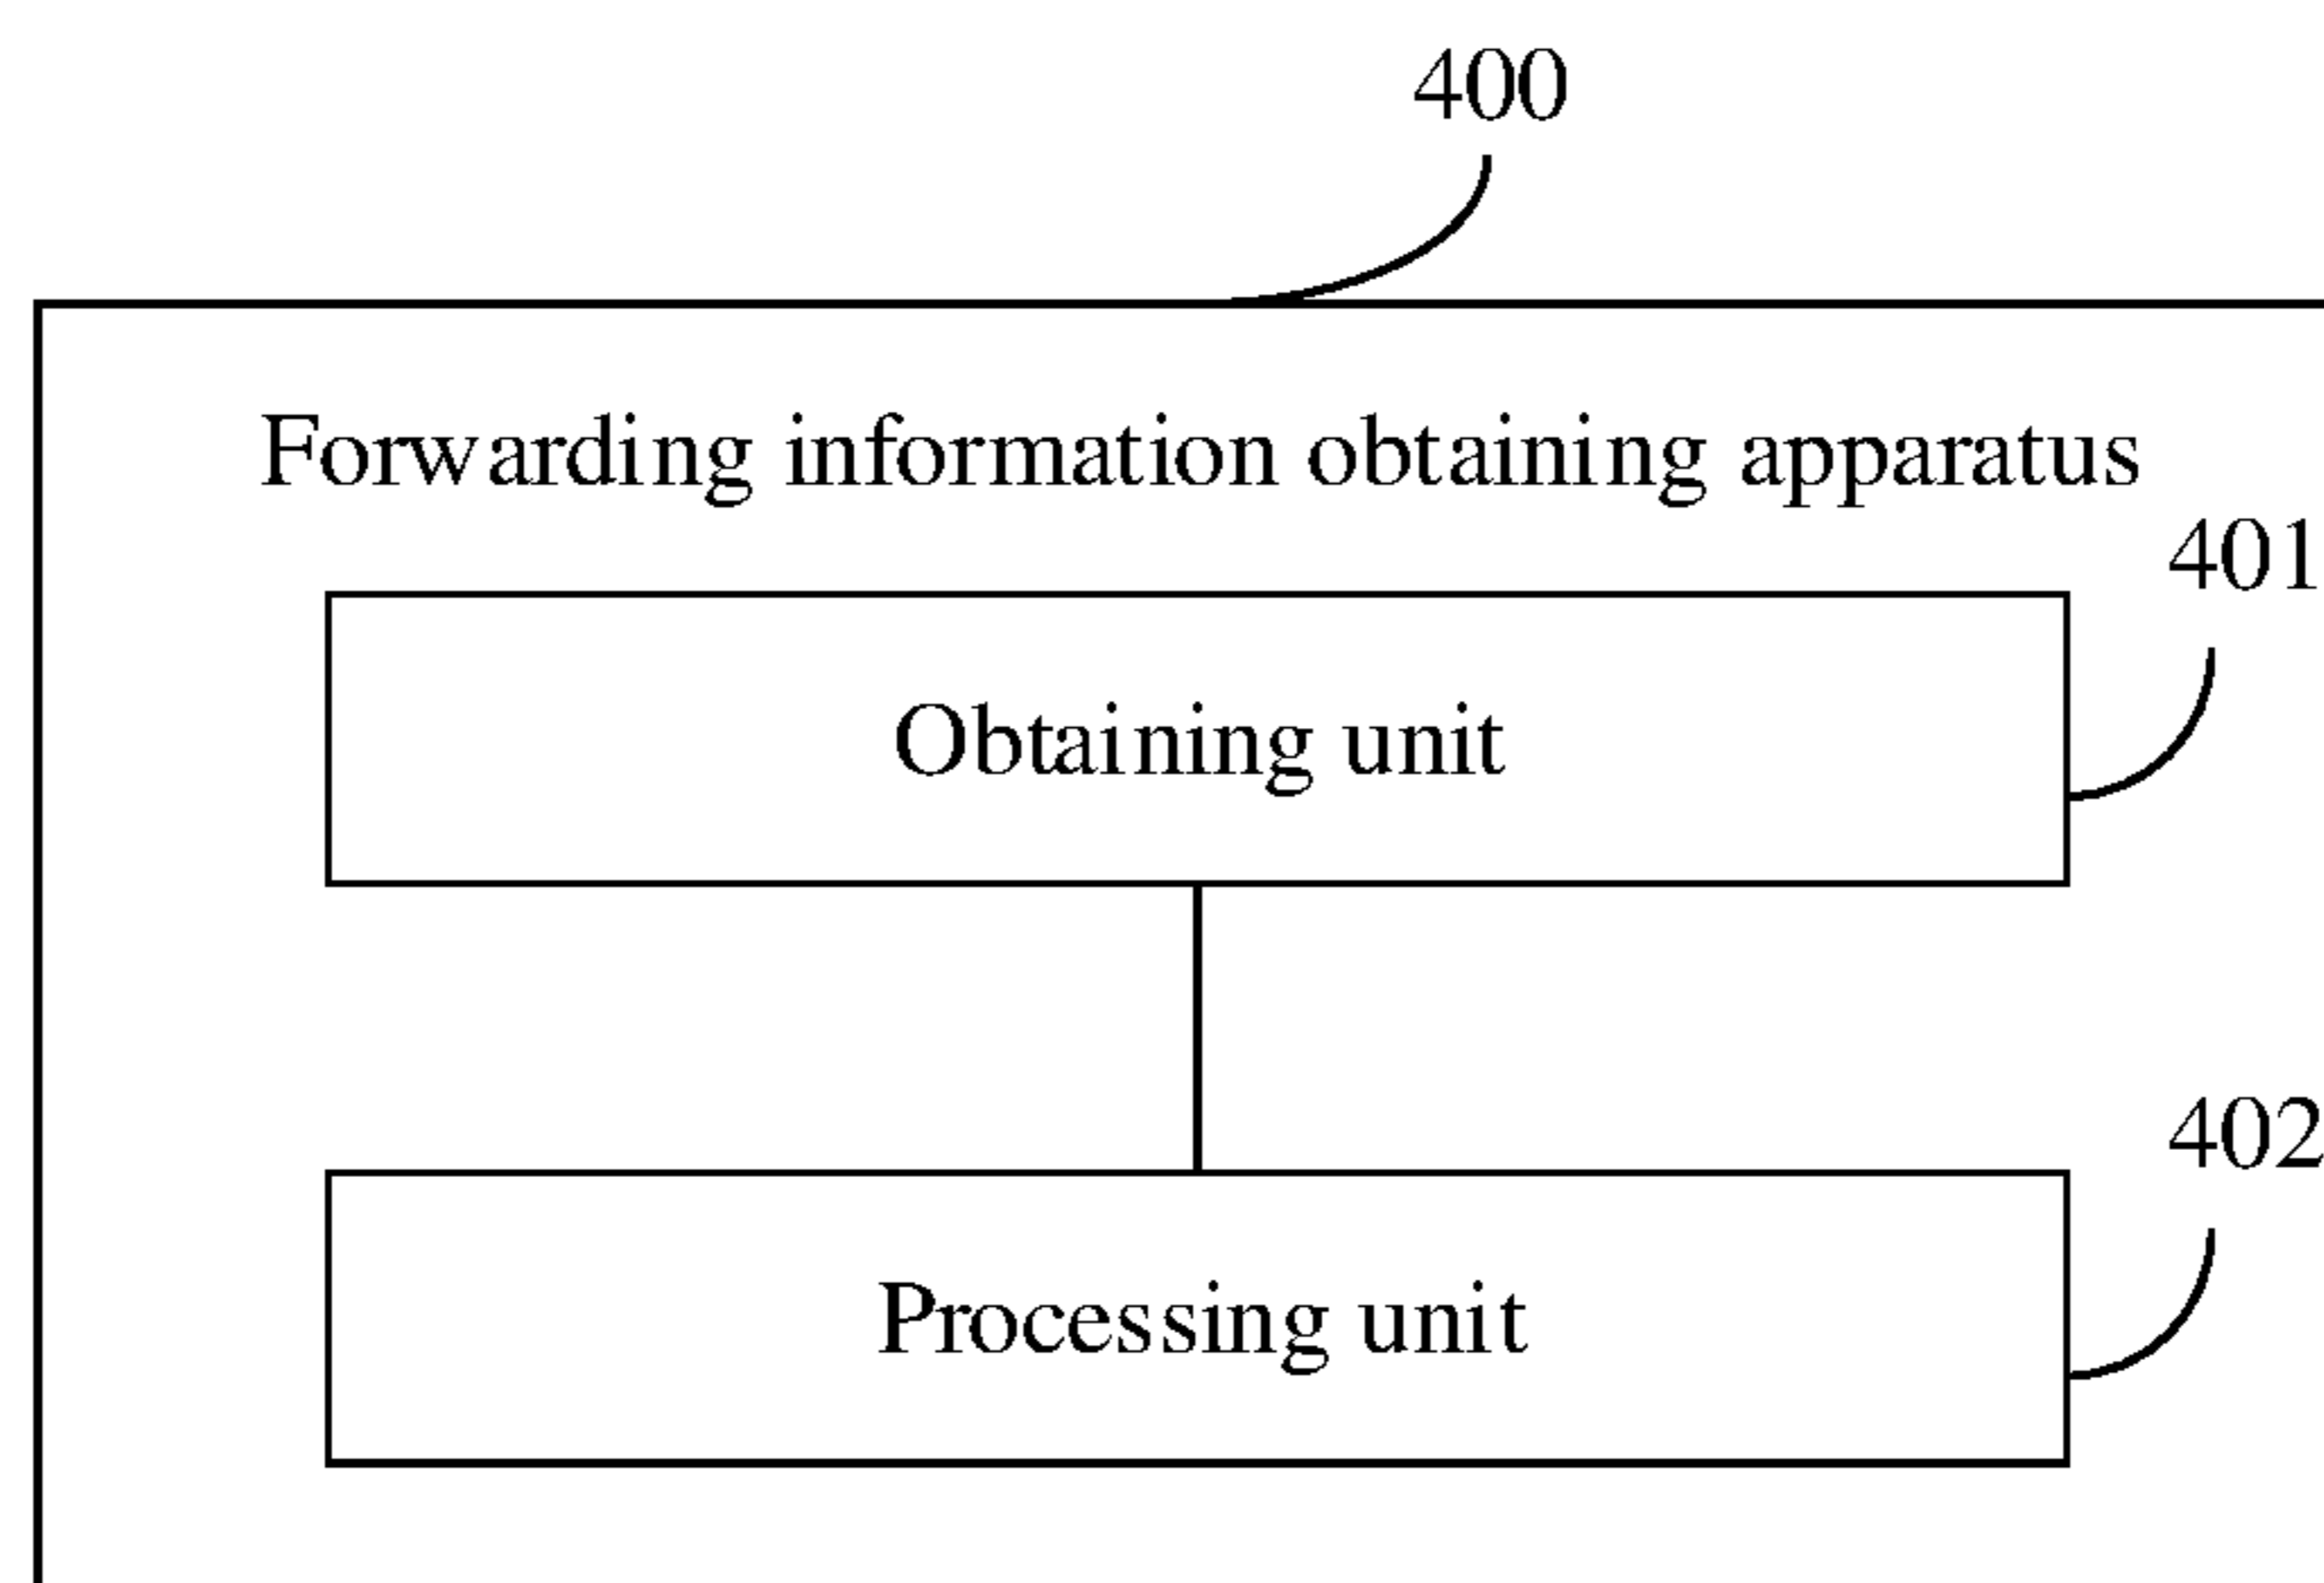 400
Forwarding information obtaining apparatus
401
Obtaining unit
402
Processing unit